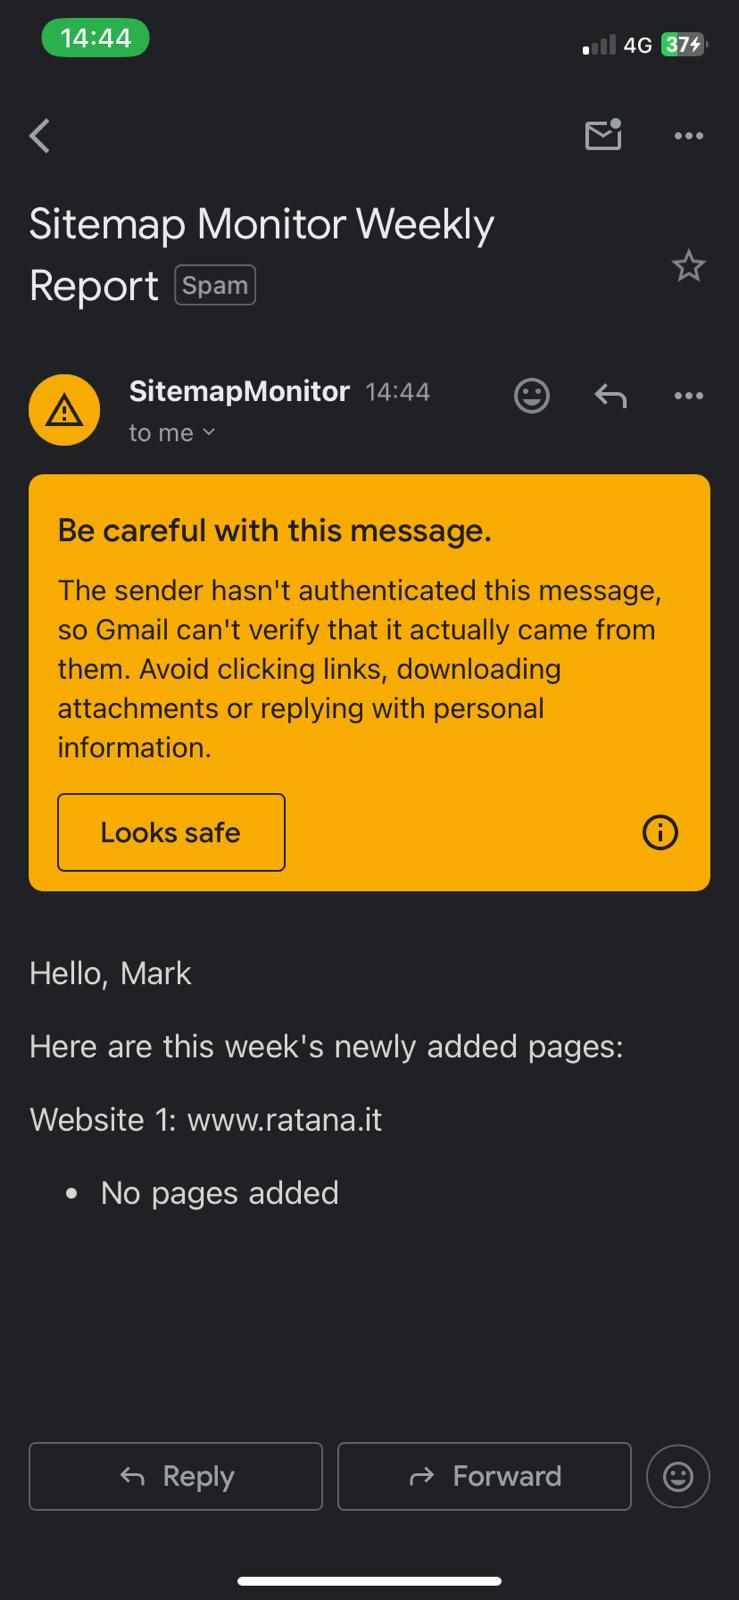 14:44
4G 37
Sitemap Monitor Weekly
Report Spam
SitemapMonitor 14:44
to me
Be careful with this message.
The sender hasn't authenticated this message,
so Gmail can't verify that it actually came from
them. Avoid clicking links, downloading
attachments or replying with personal
information.
Looks safe
Hello, Mark
Here are this week's newly added pages:
Website 1: www.ratana.it
• No pages added
Reply Forward